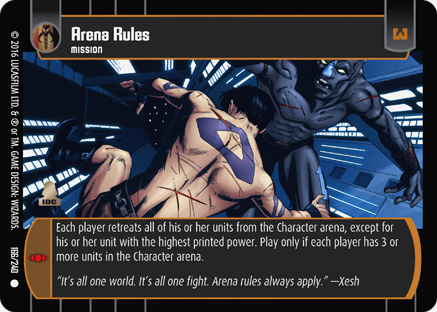 Arena Rules
MISSION
3
© 2016 LUCASFILM LTD. & ® or TM. GAME DESIGN: WIZARDS.
IDC
Each player retreats all of his or her units from the Character arena, except for
his or her unit with the highest printed power. Play only if each player has 3 or
more units in the Character arena.
“It’s all one world. It’s all one fight. Arena rules always apply.” —Xesh